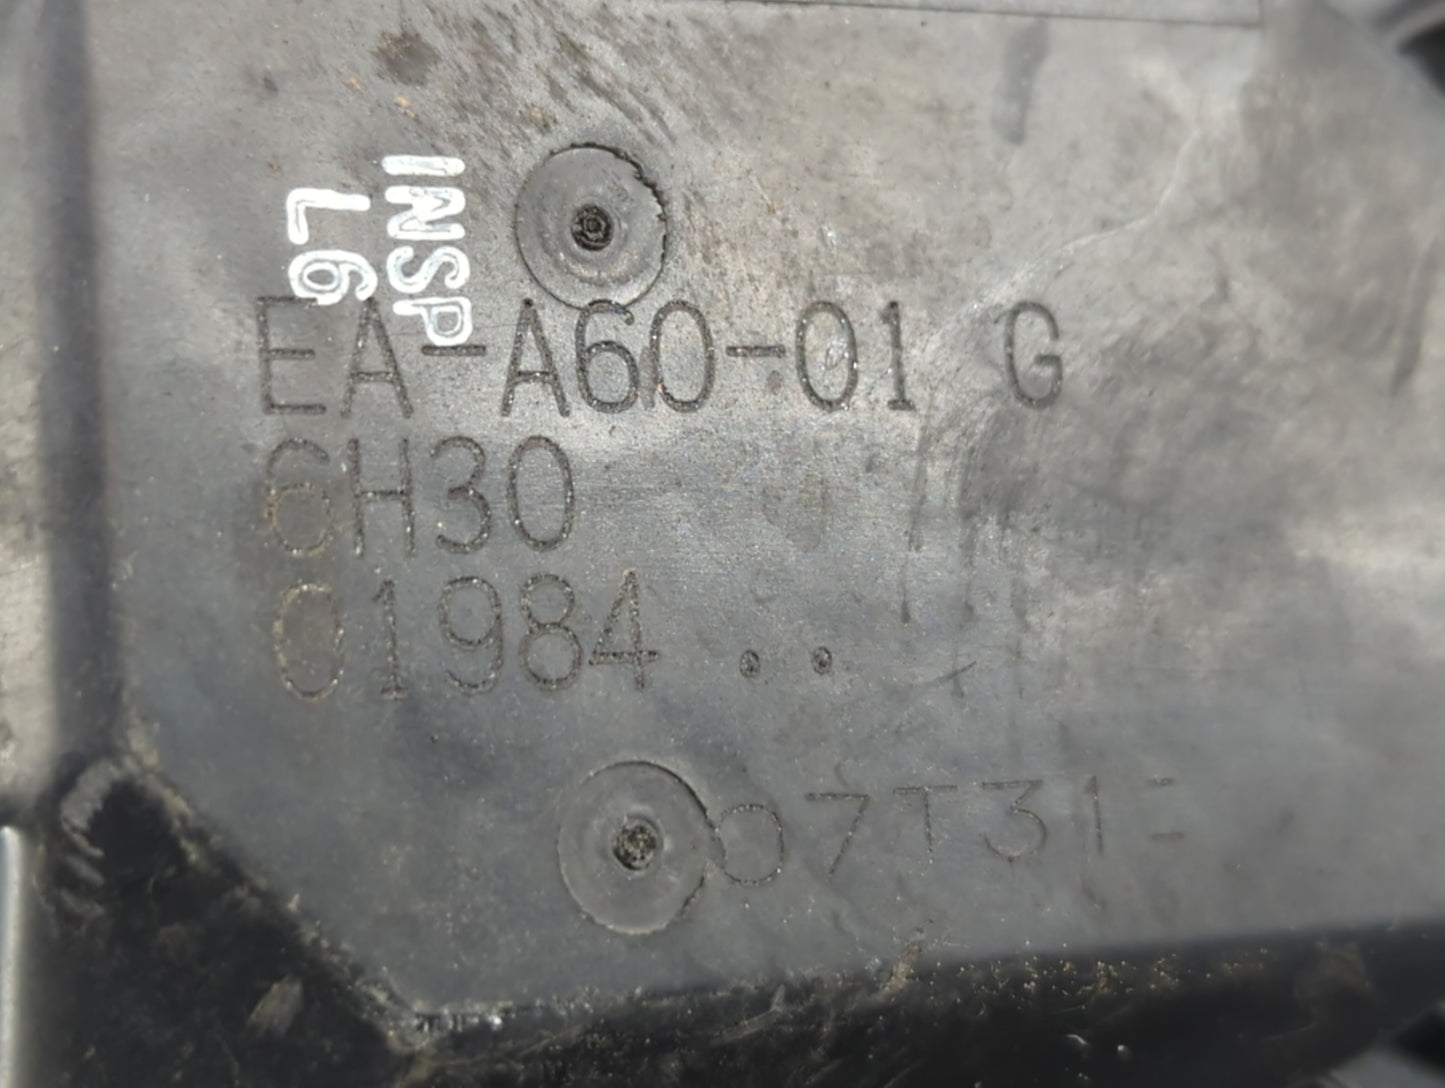 INSP
L6
EA-A60-01 G
6H30
01984 ..
07T31